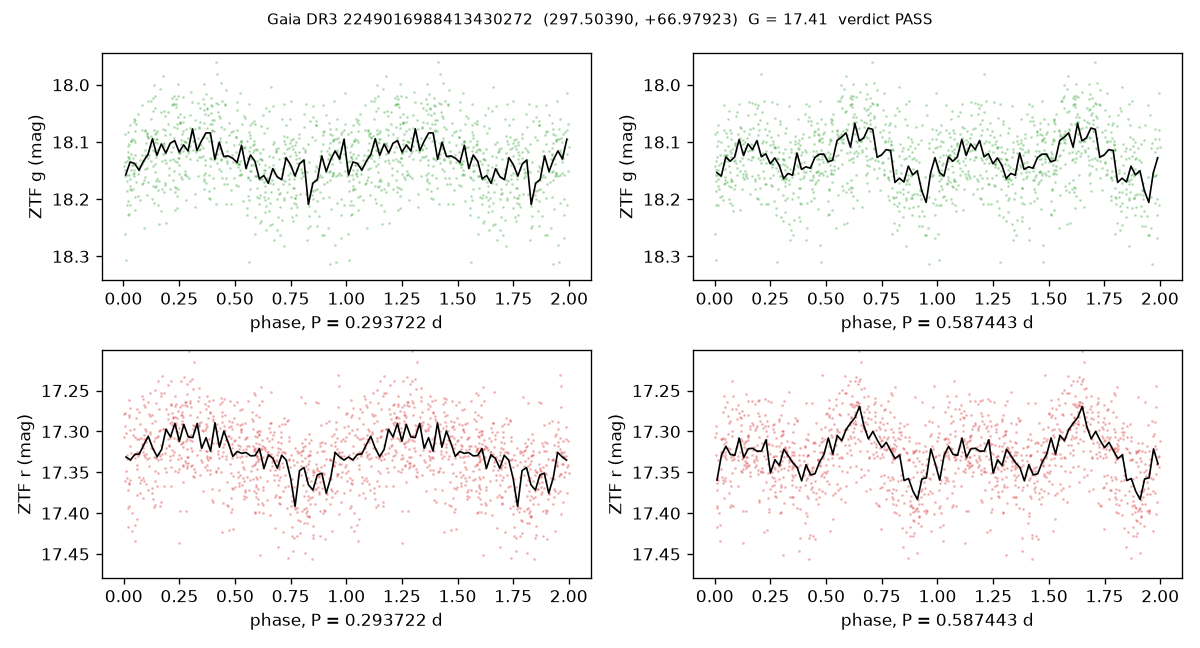 Gaia DR3 2249016988413430272  (297.50390, +66.97923)  G = 17.41  verdict PASS
ZTF g (mag)
18.0
18.1
18.2
18.3
0.00 0.25 0.50 0.75 1.00 1.25 1.50 1.75 2.00
phase, P = 0.293722 d
ZTF g (mag)
18.0
18.1
18.2
18.3
0.00 0.25 0.50 0.75 1.00 1.25 1.50 1.75 2.00
phase, P = 0.587443 d
ZTF r (mag)
17.25
17.30
17.35
17.40
17.45
0.00 0.25 0.50 0.75 1.00 1.25 1.50 1.75 2.00
phase, P = 0.293722 d
ZTF r (mag)
17.25
17.30
17.35
17.40
17.45
0.00 0.25 0.50 0.75 1.00 1.25 1.50 1.75 2.00
phase, P = 0.587443 d